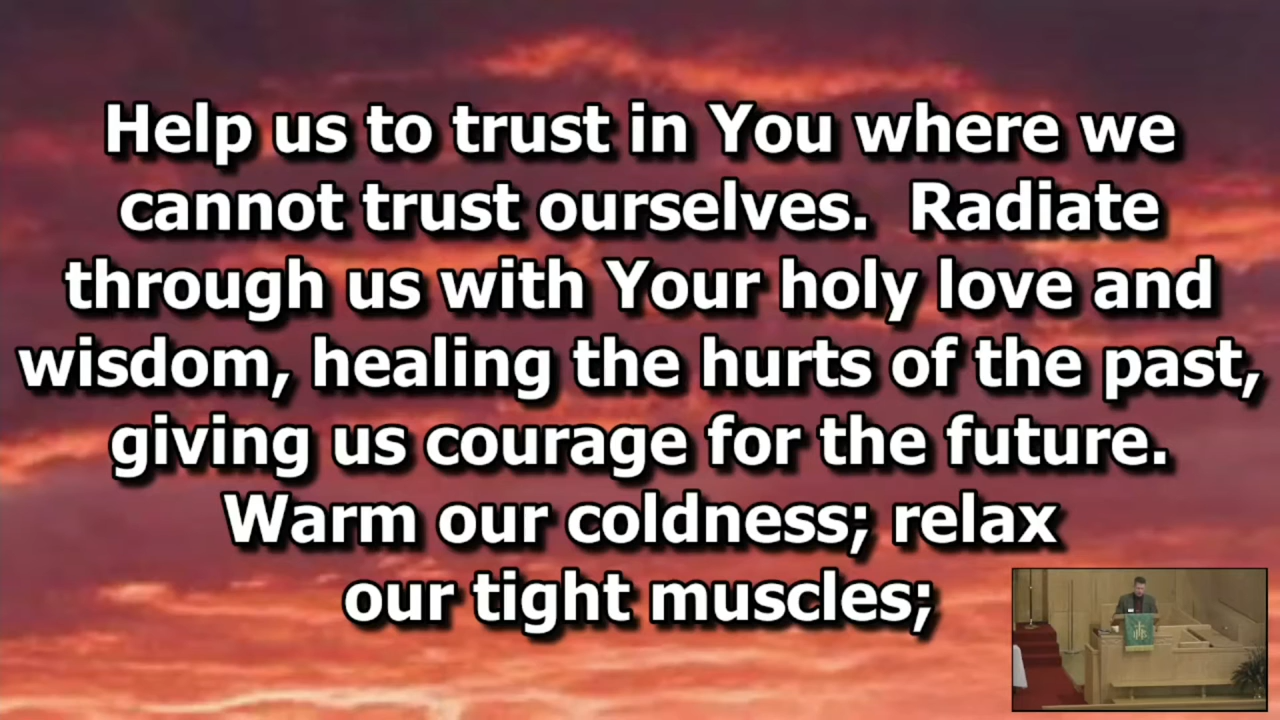 Help us to trust in You where we
cannot trust ourselves.  Radiate
through us with Your holy love and
wisdom, healing the hurts of the past,
giving us courage for the future.
Warm our coldness; relax
our tight muscles;